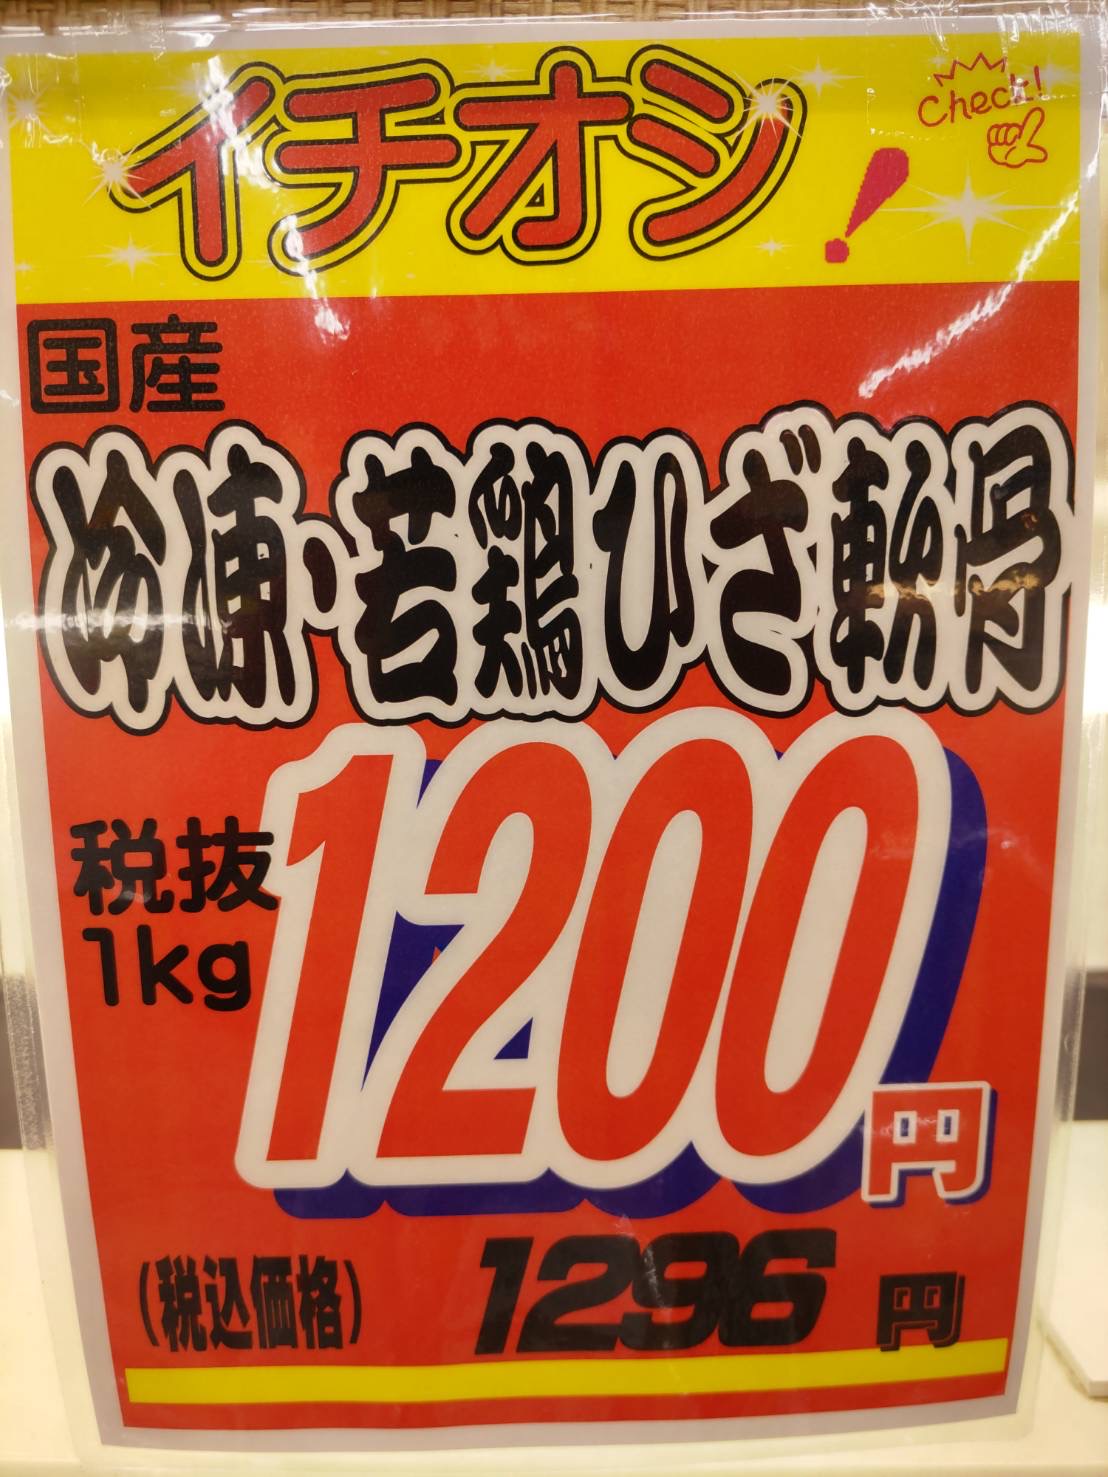 イチオシ!
Check!
国産
冷凍・若鶏ひざ軟骨
税抜
1kg
1200円
(税込価格) 1296円